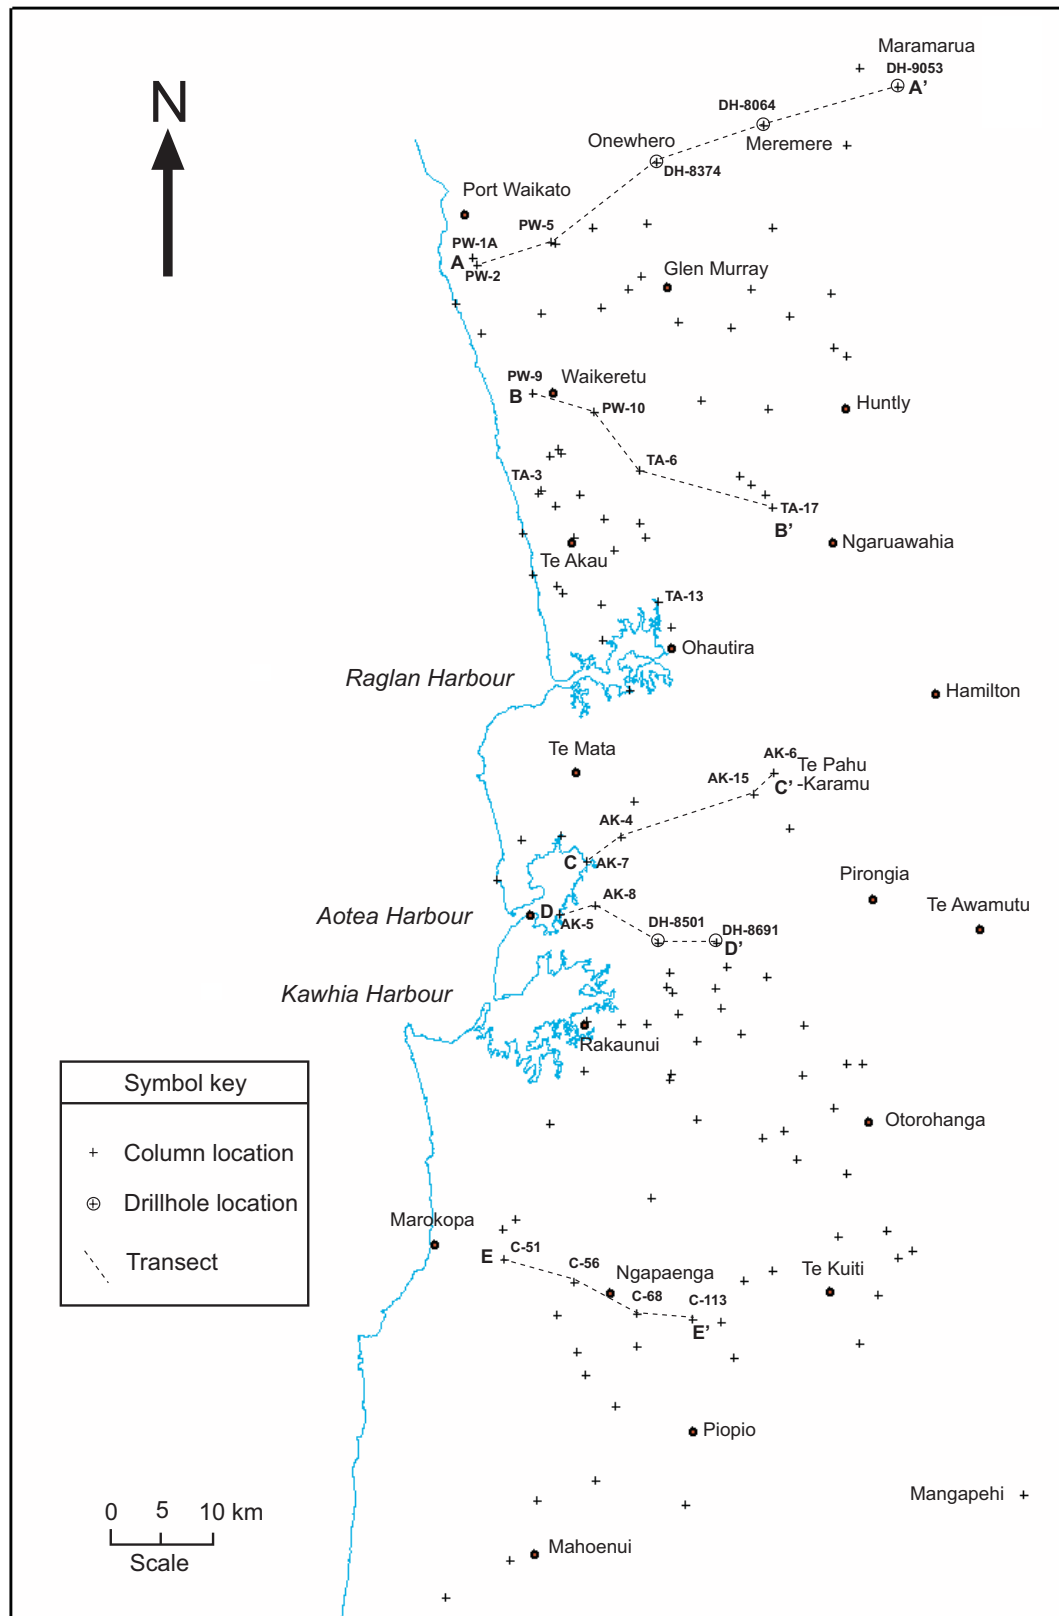 Maramarua
DH-9053
A’
N
DH-8064
Meremere
Onewhero
DH-8374
Port Waikato
PW-5
PW-1A
A
PW-2
Glen Murray
PW-9
Waikeretu
B
PW-10
Huntly
TA-3
TA-6
TA-17
B’
Ngaruawahia
Te Akau
TA-13
Ohautira
Raglan Harbour
Hamilton
Te Mata
AK-6
Te Pahu
-Karamu
AK-15
C’
AK-4
C
AK-7
Pirongia
AK-8
Te Awamutu
Aotea Harbour
D
AK-5
DH-8501
DH-8691
D’
Kawhia Harbour
Rakaunui
Symbol key
Column location
Drillhole location
Transect
Otorohanga
Marokopa
E
C-51
C-56
Ngapaenga
C-68
C-113
E’
Te Kuiti
Piopio
Mangapehi
0 5 10 km
Scale
Mahoenui